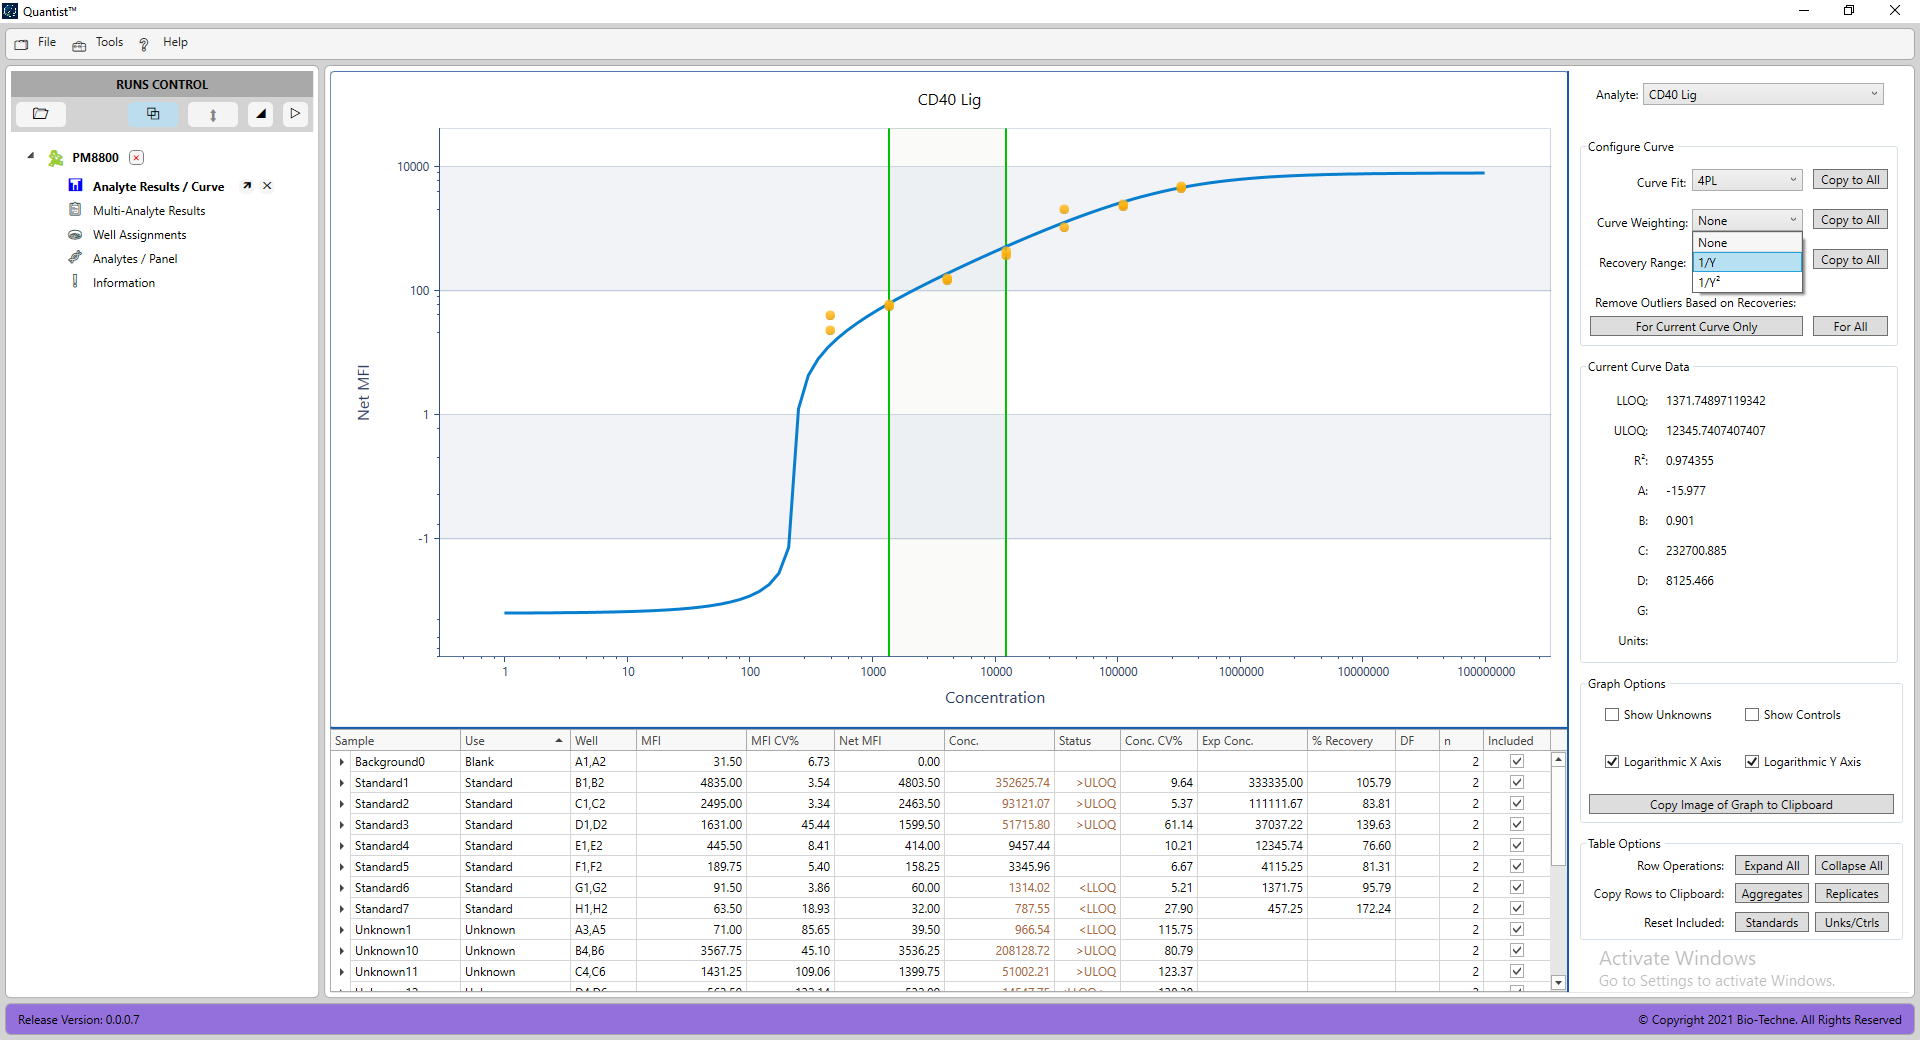 Quantist™
File Tools ? Help
RUNS CONTROL
PM8800
Analyte Results / Curve
Multi-Analyte Results
Well Assignments
Analytes / Panel
Information
CD40 Lig
Net MFI
10000
100
1
-1
1 10 100 1000 10000 100000 1000000 10000000 100000000
Concentration
Sample Use Well MFI MFI CV% Net MFI Conc. Status Conc. CV% Exp Conc. % Recovery DF n Included
Background0 Blank A1,A2 31.50 6.73 0.00 2
Standard1 Standard B1,B2 4835.00 3.54 4803.50 352625.74 >ULOQ 9.64 333335.00 105.79 2
Standard2 Standard C1,C2 2495.00 3.34 2463.50 93121.07 >ULOQ 5.37 111111.67 83.81 2
Standard3 Standard D1,D2 1631.00 45.44 1599.50 51715.80 >ULOQ 61.14 37037.22 139.63 2
Standard4 Standard E1,E2 445.50 8.41 414.00 9457.44 10.21 12345.74 76.60 2
Standard5 Standard F1,F2 189.75 5.40 158.25 3345.96 6.67 4115.25 81.31 2
Standard6 Standard G1,G2 91.50 3.86 60.00 1314.02 <LLOQ 5.21 1371.75 95.79 2
Standard7 Standard H1,H2 63.50 18.93 32.00 787.55 <LLOQ 27.90 457.25 172.24 2
Unknown1 Unknown A3,A5 71.00 85.65 39.50 966.54 <LLOQ 115.75 2
Unknown10 Unknown B4,B6 3567.75 45.10 3536.25 208128.72 >ULOQ 80.79 2
Unknown11 Unknown C4,C6 1431.25 109.06 1399.75 51002.21 >ULOQ 123.37 2
Analyte: CD40 Lig
Configure Curve
Curve Fit: 4PL Copy to All
Curve Weighting: None Copy to All
None
Recovery Range: 1/Y Copy to All
1/Y²
Remove Outliers Based on Recoveries:
For Current Curve Only For All
Current Curve Data
LLOQ: 1371.74897119342
ULOQ: 12345.7407407407
R²: 0.974355
A: -15.977
B: 0.901
C: 232700.885
D: 8125.466
G:
Units:
Graph Options
Show Unknowns Show Controls
Logarithmic X Axis Logarithmic Y Axis
Copy Image of Graph to Clipboard
Table Options
Row Operations: Expand All Collapse All
Copy Rows to Clipboard: Aggregates Replicates
Reset Included: Standards Unks/Ctrls
Activate Windows
Go to Settings to activate Windows.
Release Version: 0.0.0.7
© Copyright 2021 Bio-Techne. All Rights Reserved